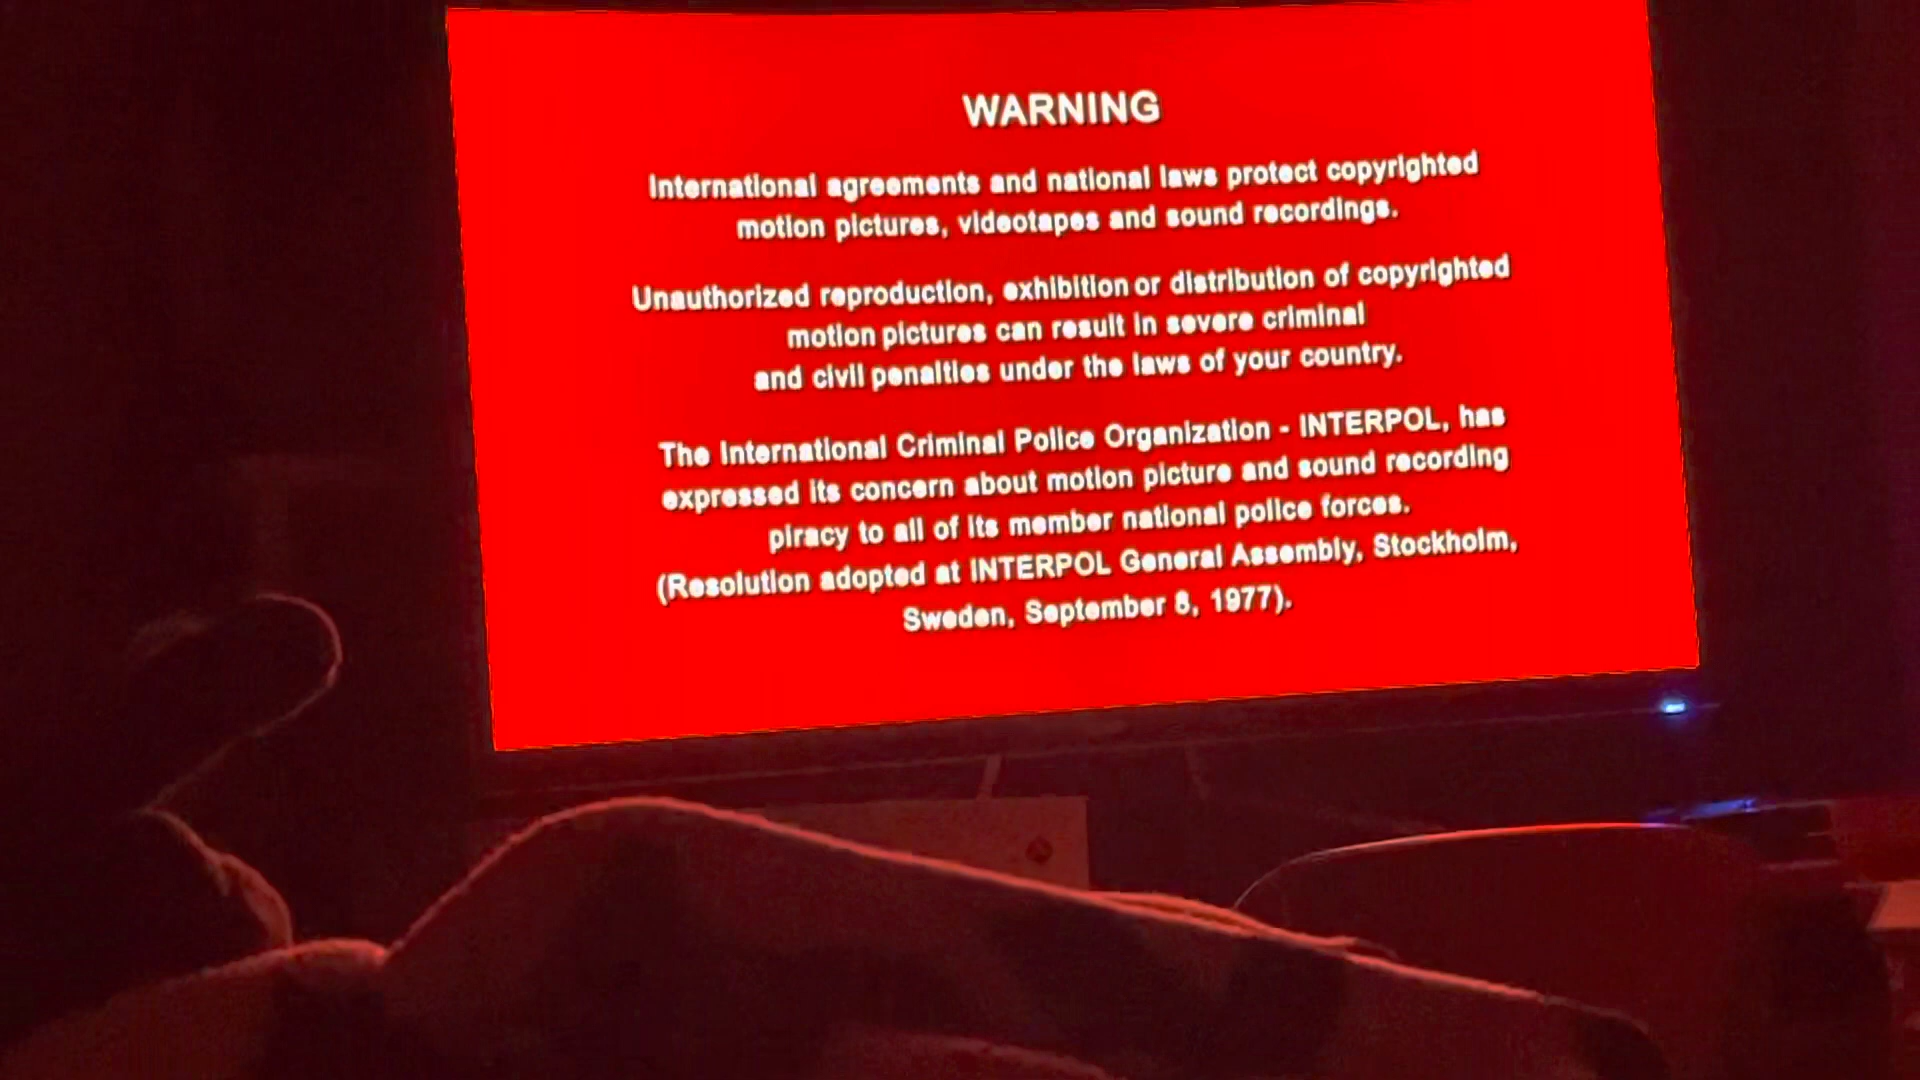 WARNING
International agreements and national laws protect copyrighted
motion pictures, videotapes and sound recordings.
Unauthorized reproduction, exhibition or distribution of copyrighted
motion pictures can result in severe criminal
and civil penalties under the laws of your country.
The International Criminal Police Organization - INTERPOL, has
expressed its concern about motion picture and sound recording
piracy to all of its member national police forces.
(Resolution adopted at INTERPOL General Assembly, Stockholm,
Sweden, September 8, 1977).